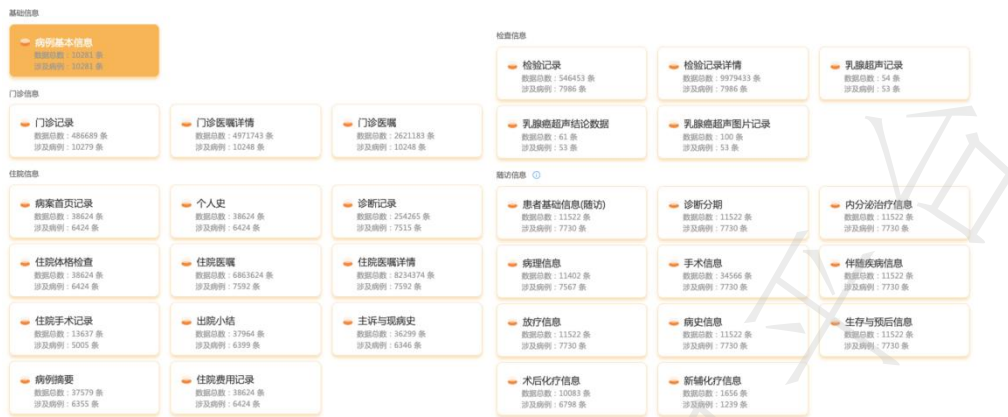 基础信息
病例基本信息
数据总数：10281 条
涉及病例：10281 条
门诊信息
门诊记录
数据总数：486689 条
涉及病例：10279 条
门诊医嘱详情
数据总数：4971743 条
涉及病例：10248 条
门诊医嘱
数据总数：2621183 条
涉及病例：10248 条
住院信息
病案首页记录
数据总数：38624 条
涉及病例：6424 条
个人史
数据总数：38624 条
涉及病例：6424 条
诊断记录
数据总数：254265 条
涉及病例：7515 条
住院体格检查
数据总数：38624 条
涉及病例：6424 条
住院医嘱
数据总数：6863624 条
涉及病例：7592 条
住院医嘱详情
数据总数：8234374 条
涉及病例：7592 条
住院手术记录
数据总数：13637 条
涉及病例：5005 条
出院小结
数据总数：37964 条
涉及病例：6399 条
主诉与现病史
数据总数：36299 条
涉及病例：6346 条
病例摘要
数据总数：37579 条
涉及病例：6355 条
住院费用记录
数据总数：38624 条
涉及病例：6424 条
检查信息
检验记录
数据总数：546453 条
涉及病例：7986 条
检验记录详情
数据总数：9979433 条
涉及病例：7986 条
乳腺超声记录
数据总数：54 条
涉及病例：53 条
乳腺癌超声结论数据
数据总数：61 条
涉及病例：53 条
乳腺癌超声图片记录
数据总数：100 条
涉及病例：53 条
随访信息
患者基础信息(随访)
数据总数：11522 条
涉及病例：7730 条
诊断分期
数据总数：11522 条
涉及病例：7730 条
内分泌治疗信息
数据总数：11522 条
涉及病例：7730 条
病理信息
数据总数：11402 条
涉及病例：7567 条
手术信息
数据总数：34566 条
涉及病例：7730 条
伴随疾病信息
数据总数：11522 条
涉及病例：7730 条
放疗信息
数据总数：11522 条
涉及病例：7730 条
病史信息
数据总数：11522 条
涉及病例：7730 条
生存与预后信息
数据总数：11522 条
涉及病例：7730 条
术后化疗信息
数据总数：10083 条
涉及病例：6798 条
新辅化疗信息
数据总数：1656 条
涉及病例：1239 条